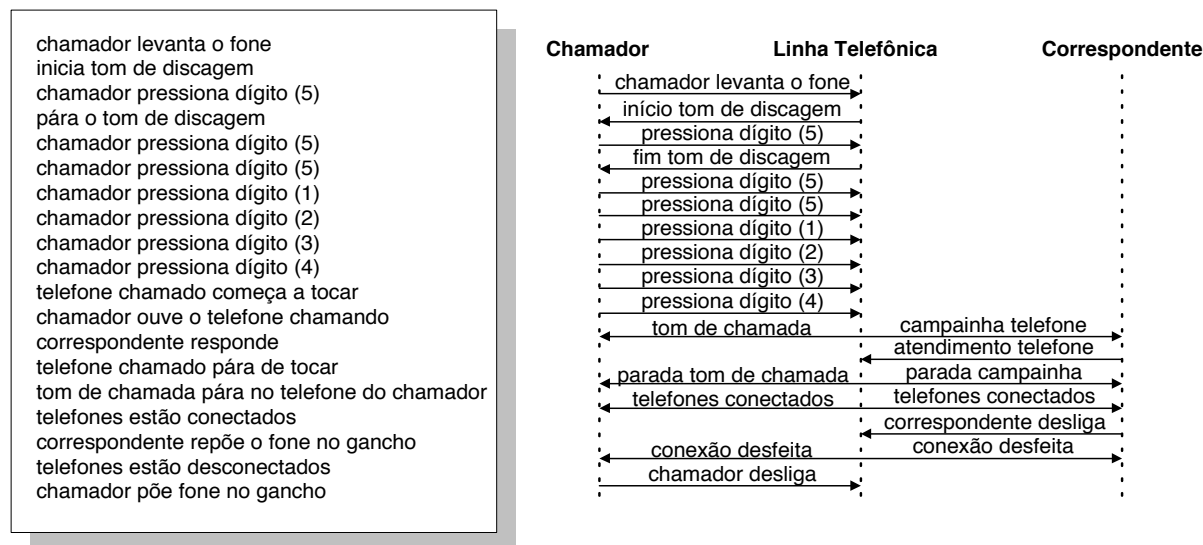 chamador levanta o fone
inicia tom de discagem
chamador pressiona dígito (5)
pára o tom de discagem
chamador pressiona dígito (5)
chamador pressiona dígito (5)
chamador pressiona dígito (1)
chamador pressiona dígito (2)
chamador pressiona dígito (3)
chamador pressiona dígito (4)
telefone chamado começa a tocar
chamador ouve o telefone chamando
correspondente responde
telefone chamado pára de tocar
tom de chamada pára no telefone do chamador
telefones estão conectados
correspondente repõe o fone no gancho
telefones estão desconectados
chamador põe fone no gancho
Chamador Linha Telefônica Correspondente
chamador levanta o fone
início tom de discagem
pressiona dígito (5)
fim tom de discagem
pressiona dígito (5)
pressiona dígito (5)
pressiona dígito (1)
pressiona dígito (2)
pressiona dígito (3)
pressiona dígito (4)
tom de chamada campainha telefone
atendimento telefone
parada tom de chamada parada campainha
telefones conectados telefones conectados
correspondente desliga
conexão desfeita conexão desfeita
chamador desliga